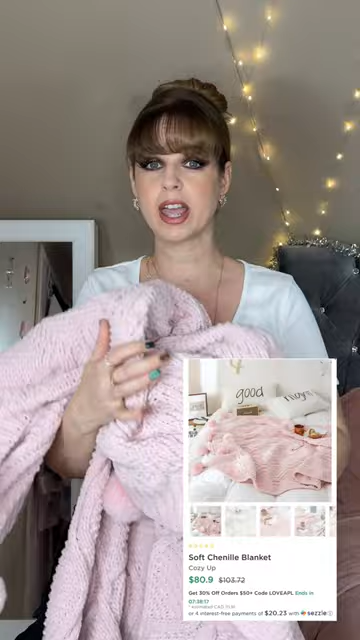 good
night
Soft Chenille Blanket
Cozy Up
$80.9 $103.72
Get 30% Off Orders $50+ Code LOVEAPL Ends in
07:38:17
or 4 interest-free payments of $20.23 with sezzle